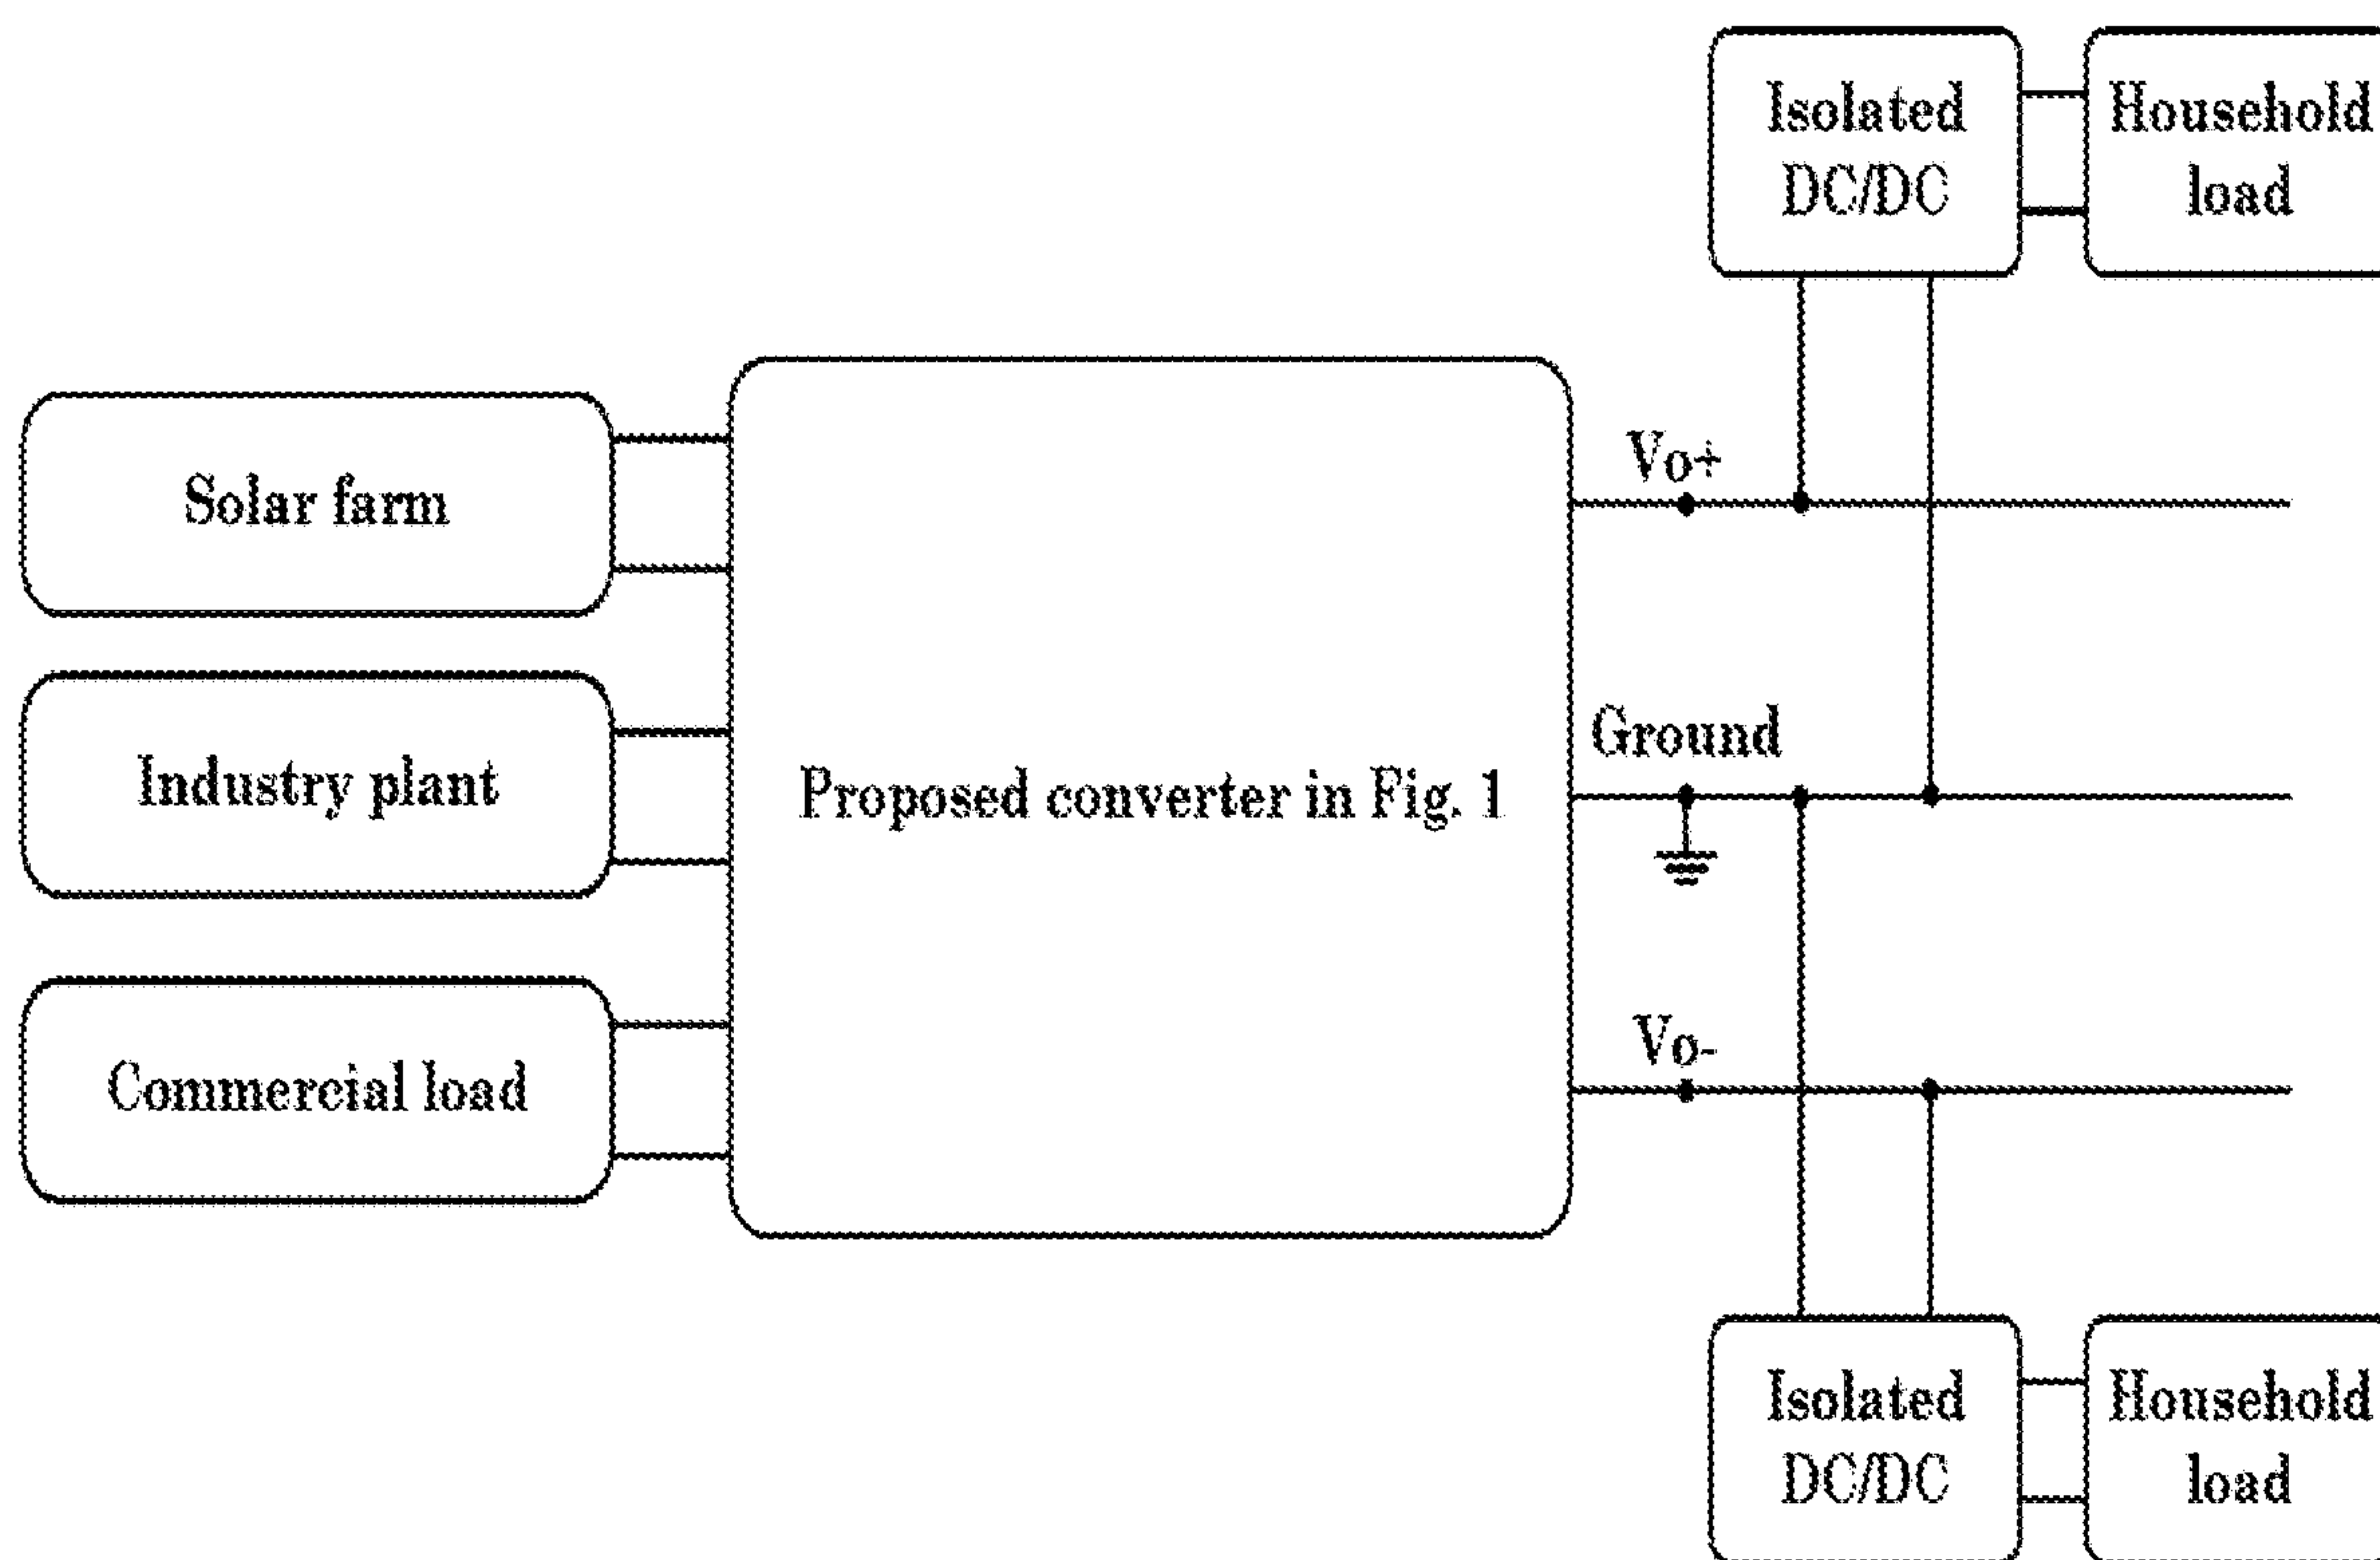 Isolated
DC/DC
Household
load
Solar farm
Industry plant
Commercial load
Proposed converter in Fig. 1
Vo+
Ground
Vo-
Isolated
DC/DC
Household
load